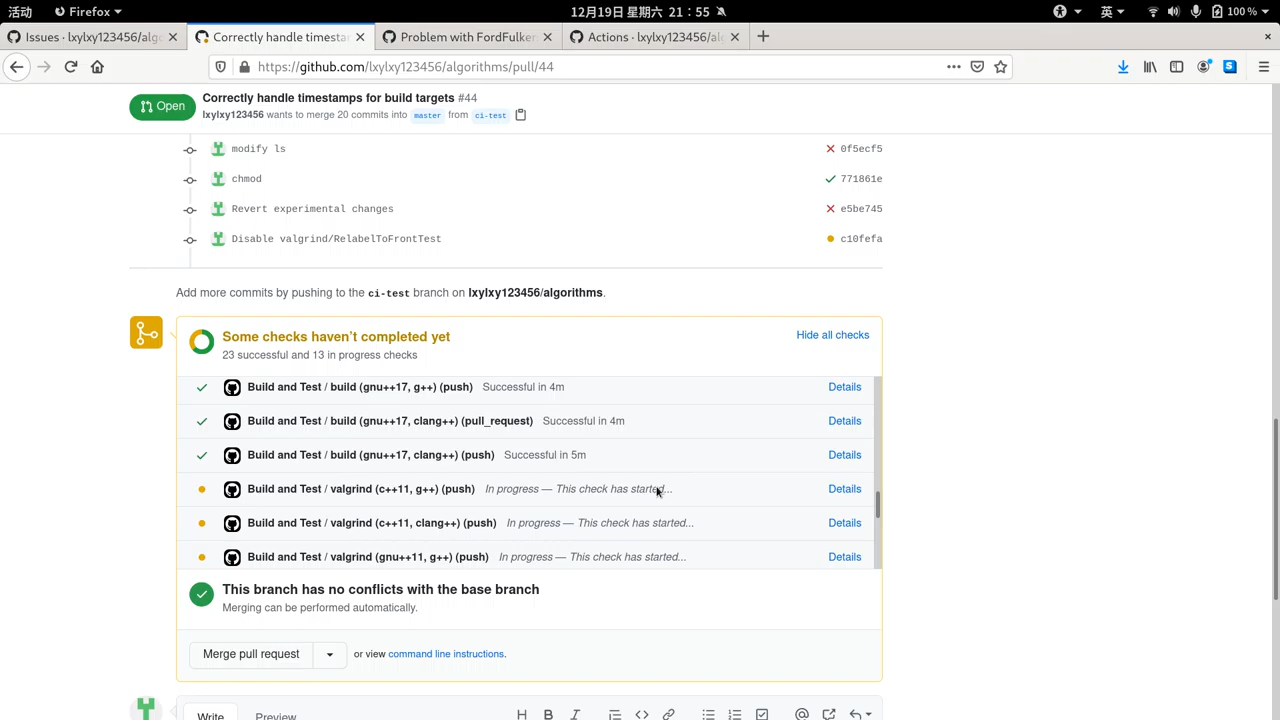 活动 Firefox 12月19日 星期六 21：55 英 100 %
Issues · lxylxy123456/algo Correctly handle timesta Problem with FordFulker Actions · lxylxy123456/al
https://github.com/lxylxy123456/algorithms/pull/44
Open Correctly handle timestamps for build targets #44
lxylxy123456 wants to merge 20 commits into master from ci-test
modify ls 0f5ecf5
chmod 771861e
Revert experimental changes e5be745
Disable valgrind/RelabelToFrontTest c10fefa
Add more commits by pushing to the ci-test branch on lxylxy123456/algorithms.
Some checks haven’t completed yet Hide all checks
23 successful and 13 in progress checks
Build and Test / build (gnu++17, g++) (push) Successful in 4m Details
Build and Test / build (gnu++17, clang++) (pull_request) Successful in 4m Details
Build and Test / build (gnu++17, clang++) (push) Successful in 5m Details
Build and Test / valgrind (c++11, g++) (push) In progress — This check has started... Details
Build and Test / valgrind (c++11, clang++) (push) In progress — This check has started... Details
Build and Test / valgrind (gnu++11, g++) (push) In progress — This check has started... Details
This branch has no conflicts with the base branch
Merging can be performed automatically.
Merge pull request or view command line instructions.
Write Preview